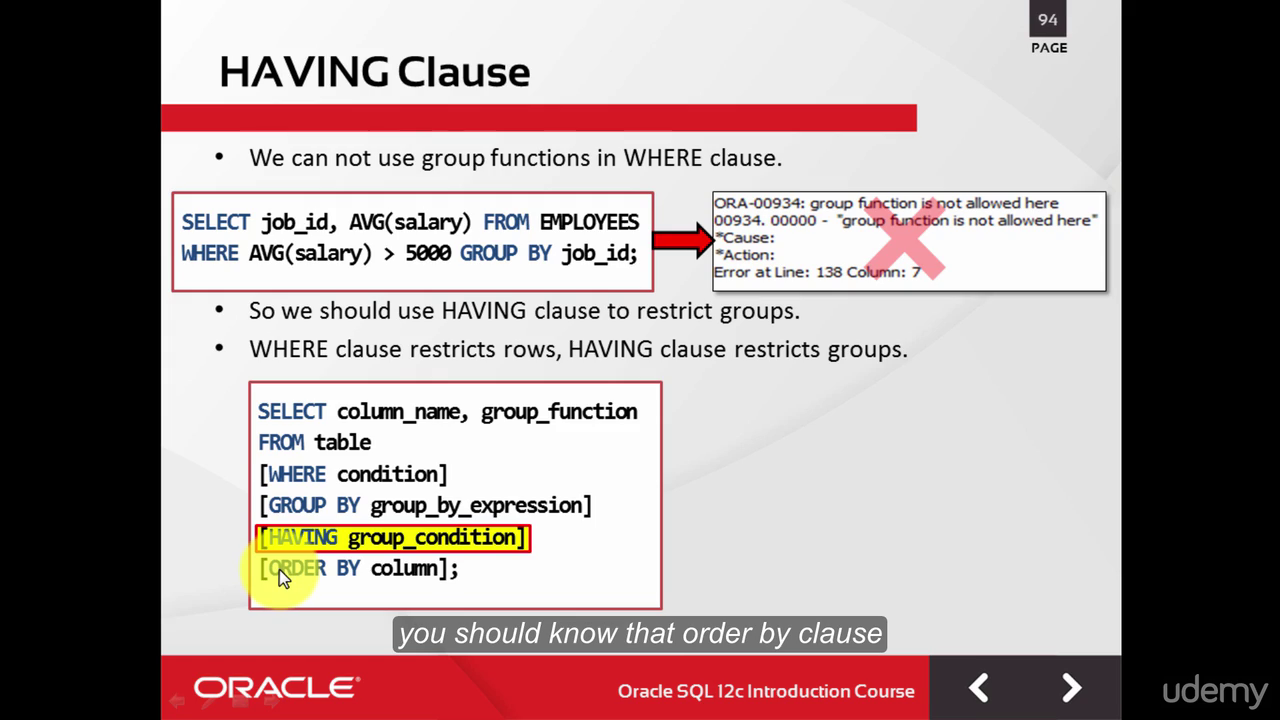 94
PAGE
HAVING Clause
• We can not use group functions in WHERE clause.
SELECT job_id, AVG(salary) FROM EMPLOYEES
WHERE AVG(salary) > 5000 GROUP BY job_id;
ORA-00934: group function is not allowed here
00934. 00000 - "group function is not allowed here"
*Cause:
*Action:
Error at Line: 138 Column: 7
• So we should use HAVING clause to restrict groups.
• WHERE clause restricts rows, HAVING clause restricts groups.
SELECT column_name, group_function
FROM table
[WHERE condition]
[GROUP BY group_by_expression]
[HAVING group_condition]
[ORDER BY column];
you should know that order by clause
ORACLE®
Oracle SQL 12c Introduction Course
udemy